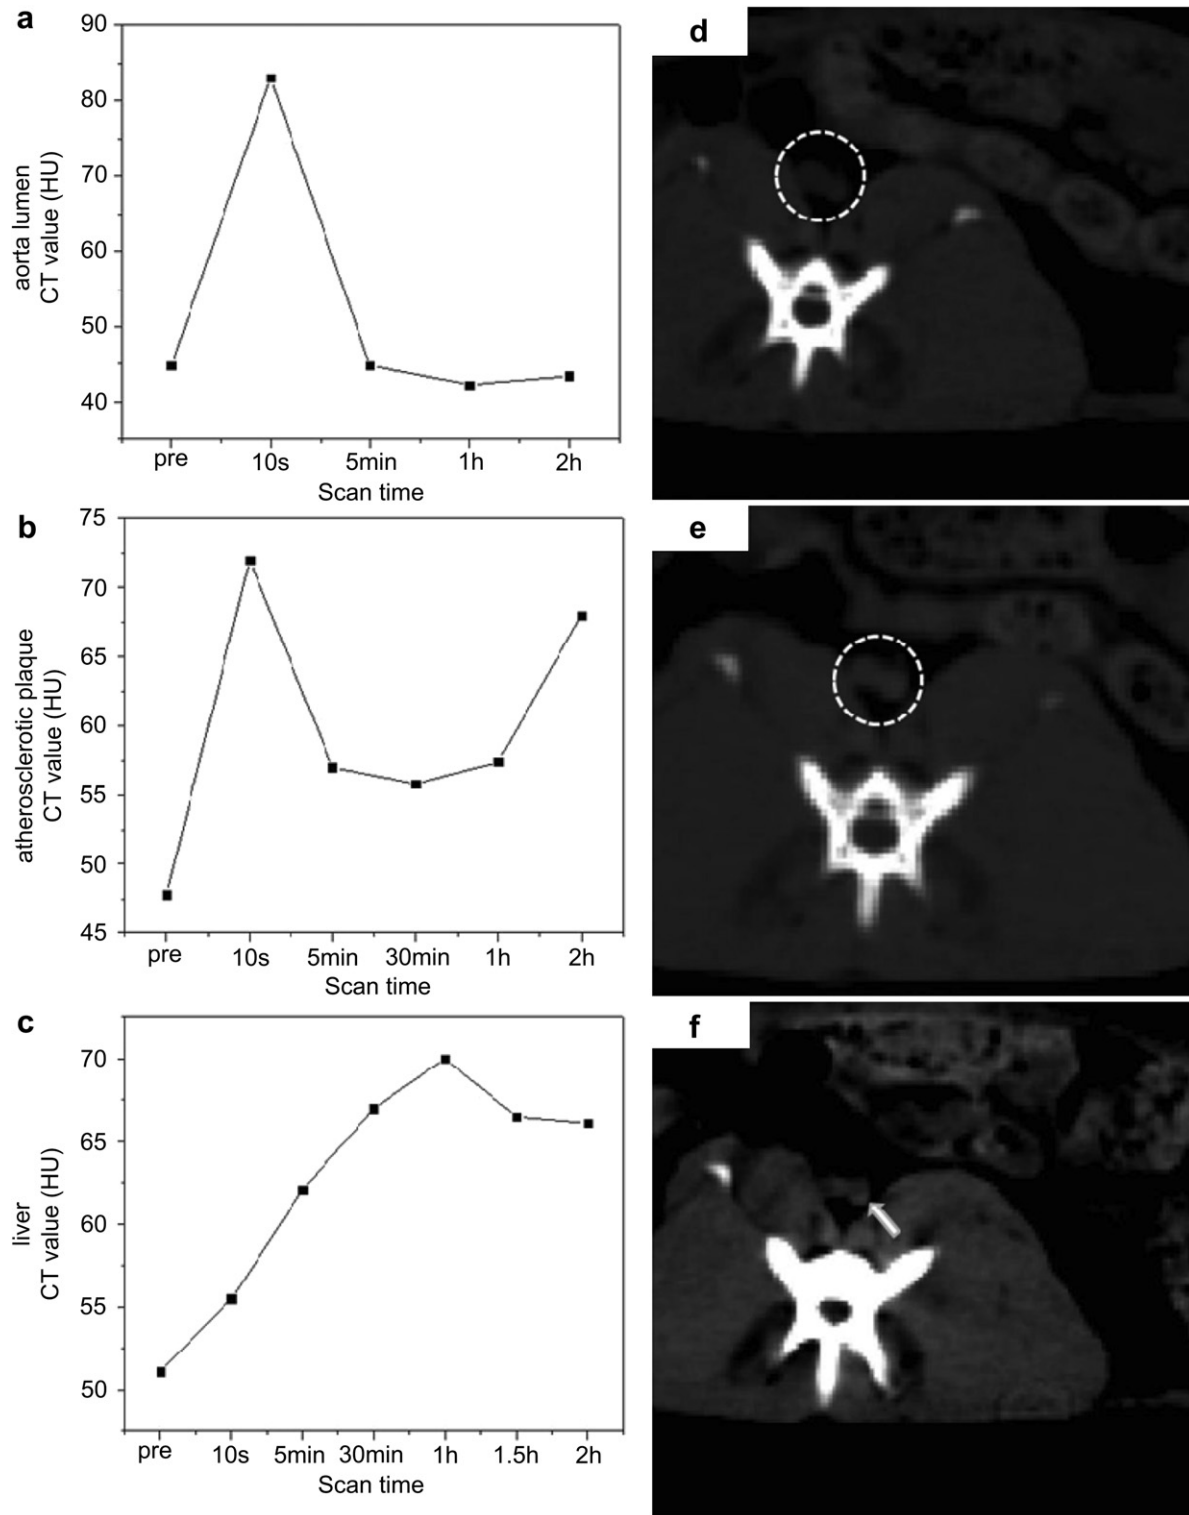 a
90
80
70
60
50
40
aorta lumen
CT value (HU)
pre 10s 5min 1h 2h
Scan time
b
75
70
65
60
55
50
45
atherosclerotic plaque
CT value (HU)
pre 10s 5min 30min 1h 2h
Scan time
c
70
65
60
55
50
liver
CT value (HU)
pre 10s 5min 30min 1h 1.5h 2h
Scan time
d
e
f